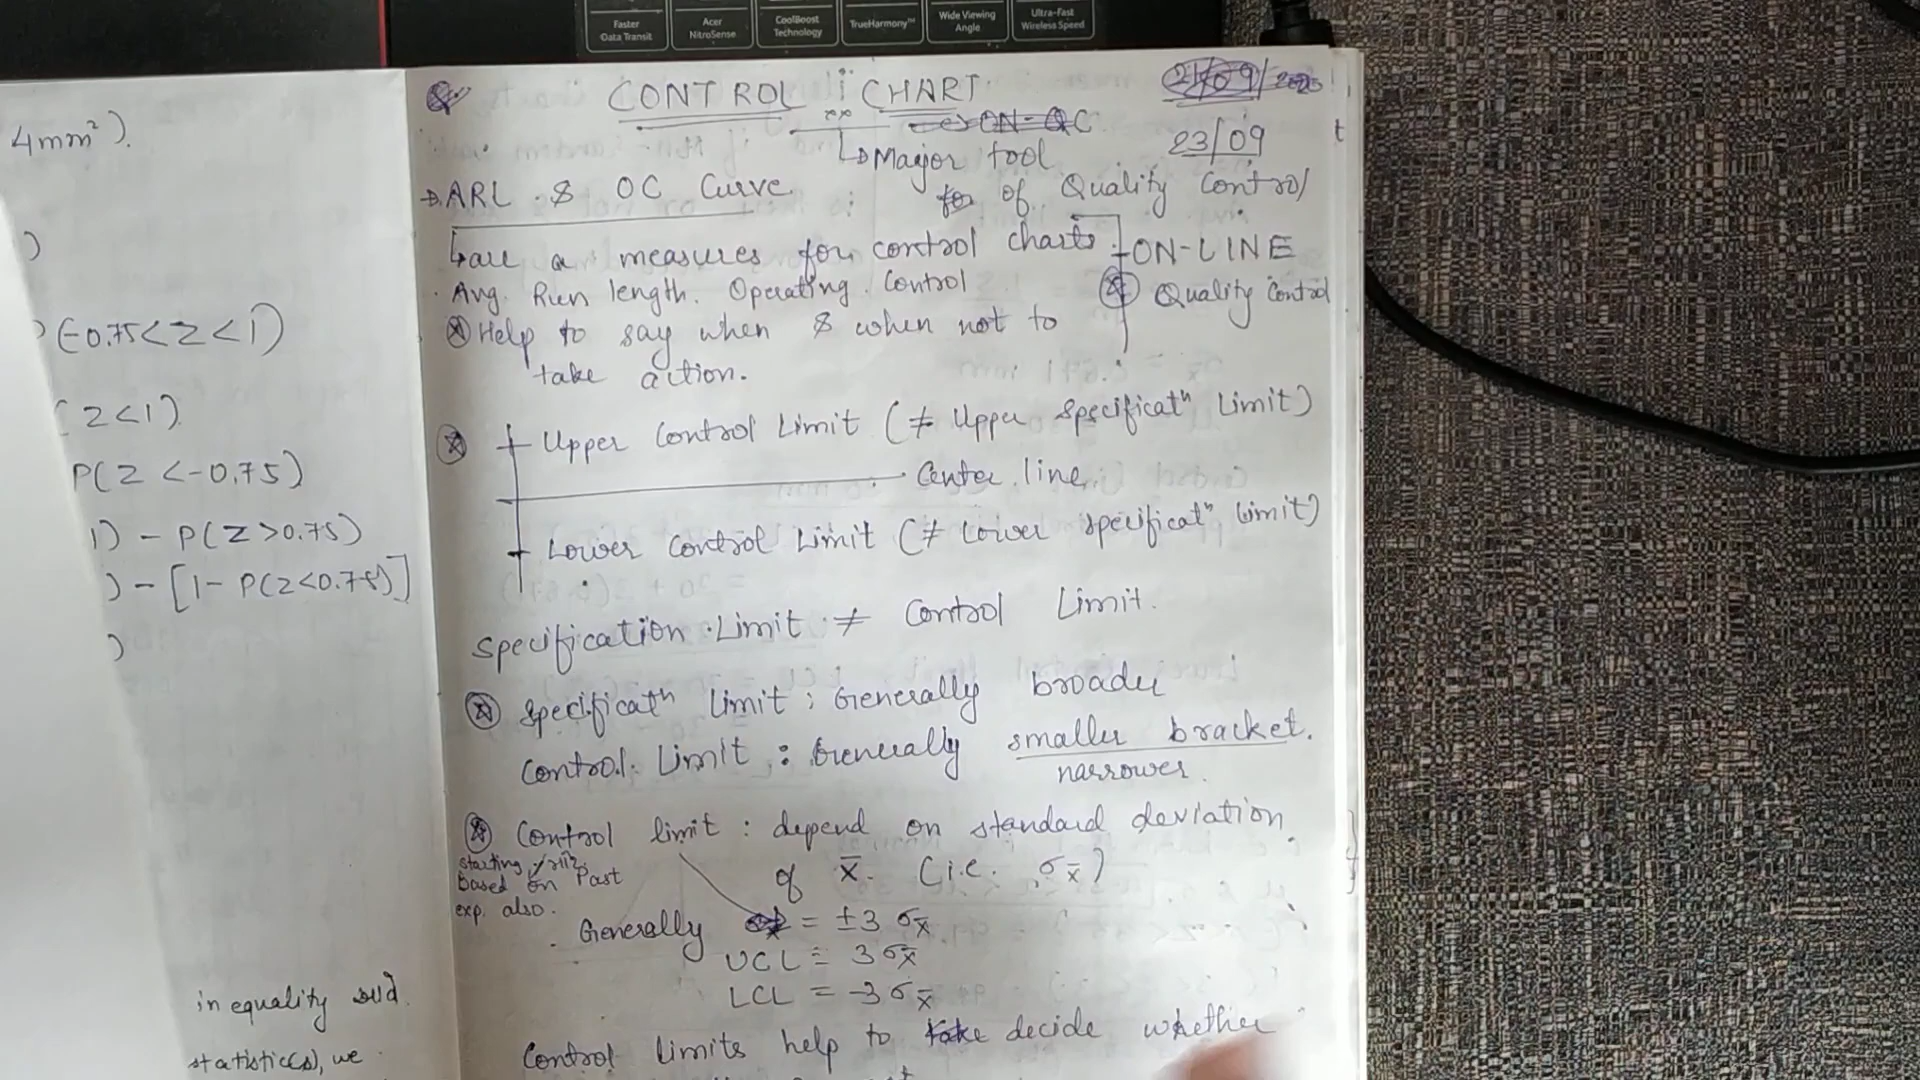 Faster
Data Transit
Acer
NitroSense
CoolBoost
Technology
TrueHarmony™
Wide Viewing
Angle
Ultra-Fast
Wireless Speed
4mm²).
)
(-0.75<Z<1)
(Z<1)
P(Z <-0.75)
1) - P(Z>0.75)
) - [1- P(Z<0.75)]
)
in equality
statistic(s), we
CONTROL CHART
21/09/2025
23/09
ON-QC
↳ Major tool
of Quality Control
→ ARL & OC Curve
↳ are a measures for control charts.
ON-LINE
Quality Control
Avg. Run length. Operating. Control
Help to say when & when not to
take action.
Upper Control Limit (≠ Upper Specificatⁿ Limit)
Center line
Lower Control Limit (≠ Lower specificatⁿ Limit)
Specification Limit ≠ Control Limit.
Specificatⁿ Limit : Generally broader
Control Limit : Generally smaller bracket.
narrower.
Control limit : depend on standard deviation
of x̄. (i.e. σx̄)
starting
based on Past
exp. also.
Generally = ±3 σx̄
UCL = 3σx̄
LCL = -3σx̄
Control limits help to take decide whether